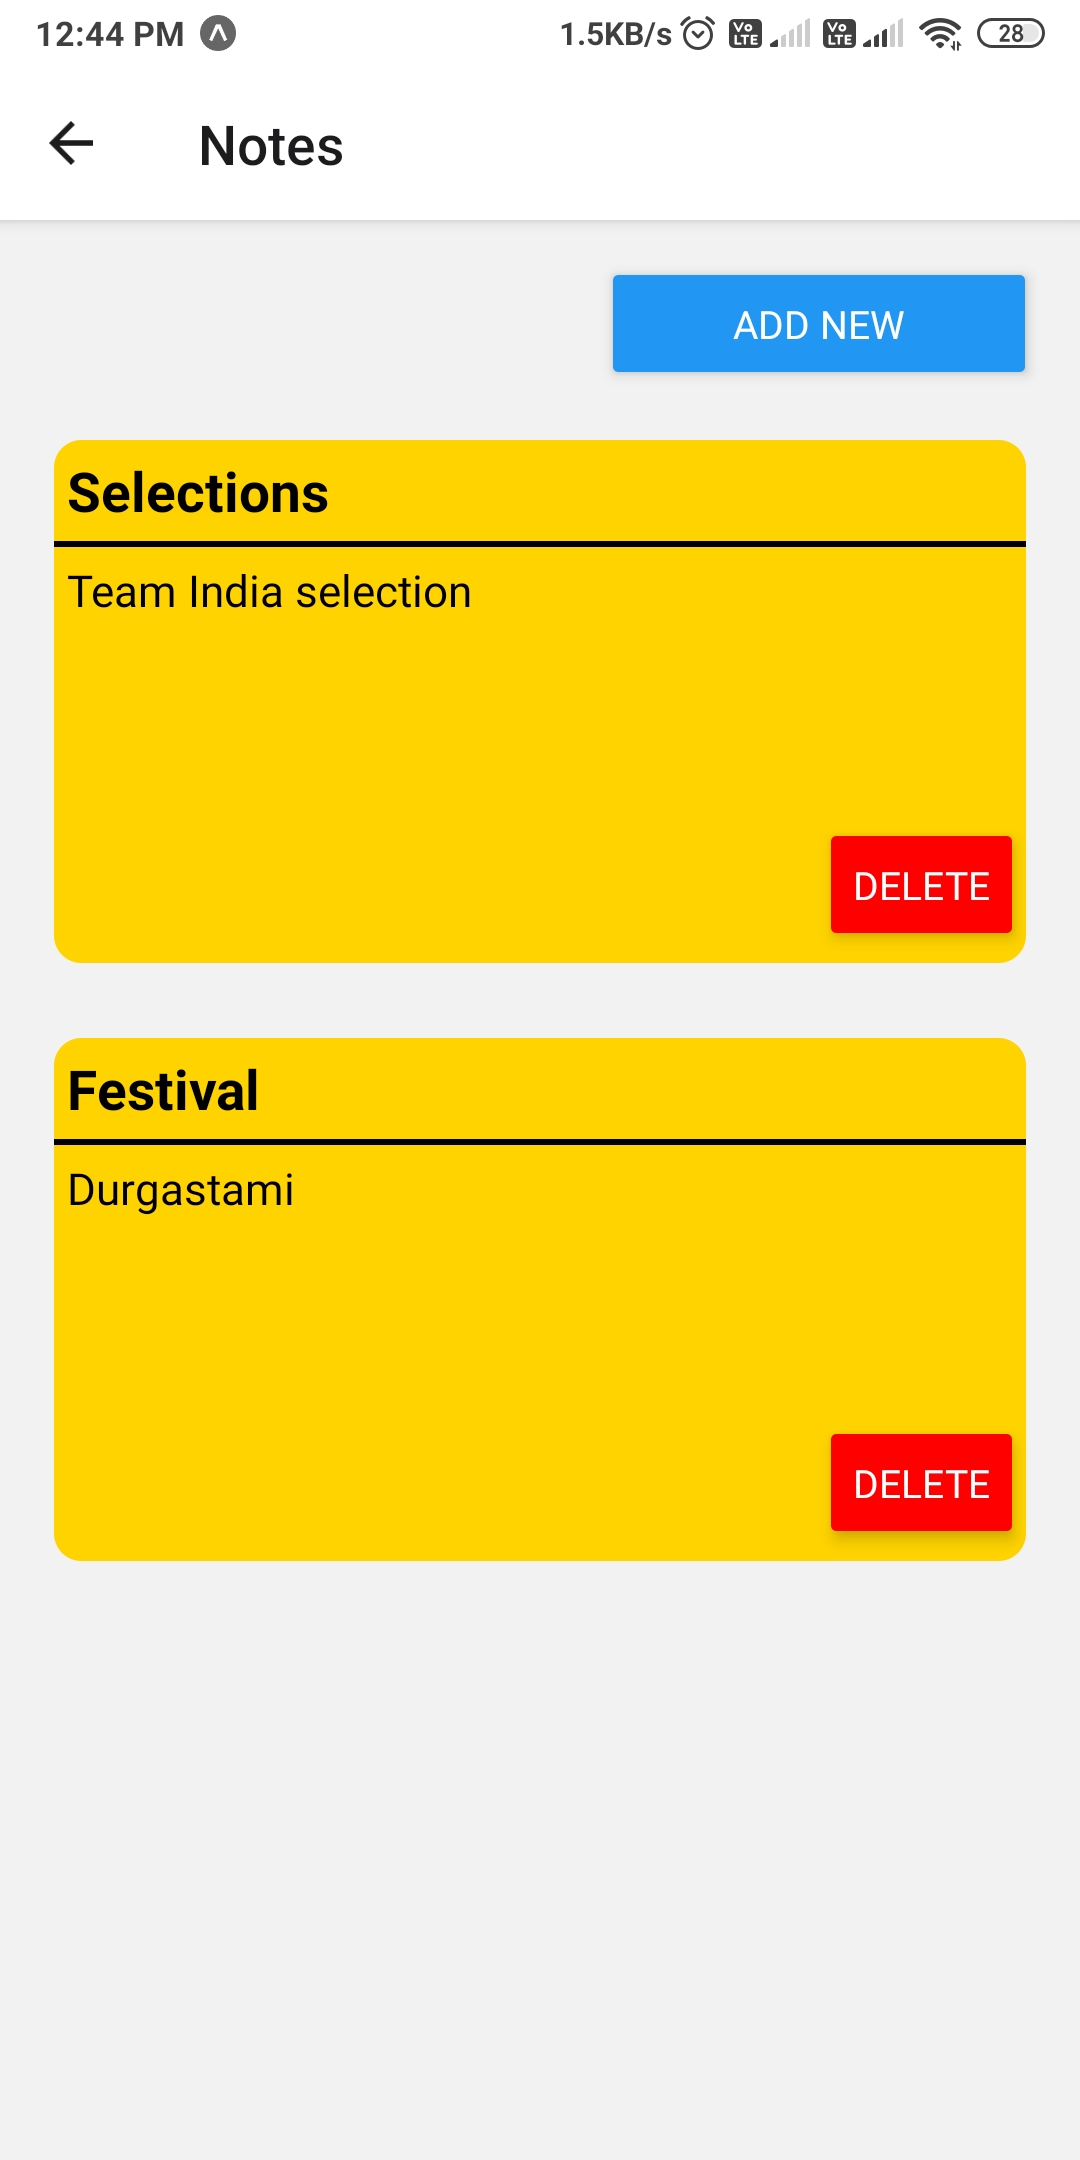 12:44 PM 1.5KB/s Vo LTE Vo LTE 28
Notes
ADD NEW
Selections
Team India selection
DELETE
Festival
Durgastami
DELETE